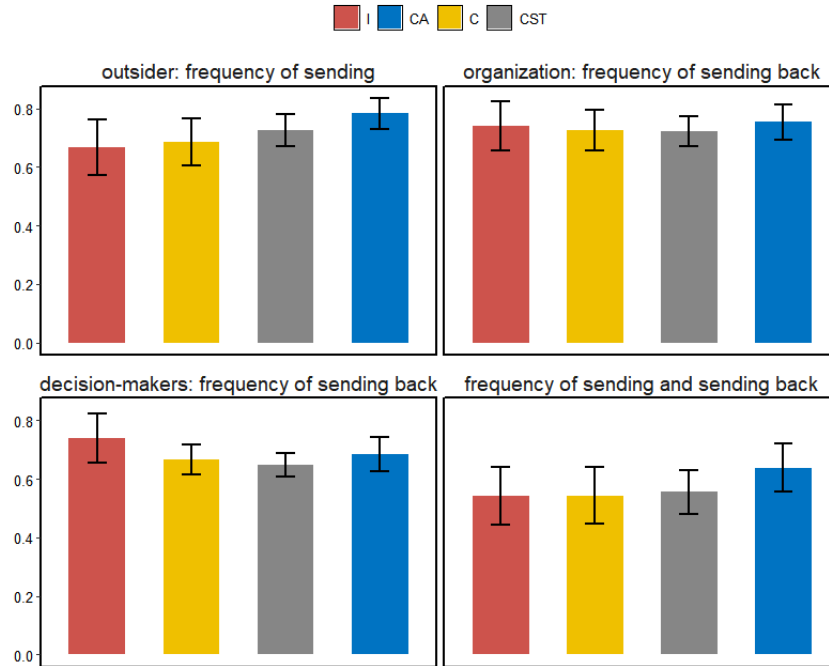 I CA C CST
outsider: frequency of sending
organization: frequency of sending back
0.8
0.6
0.4
0.2
0.0
decision-makers: frequency of sending back
frequency of sending and sending back
0.8
0.6
0.4
0.2
0.0